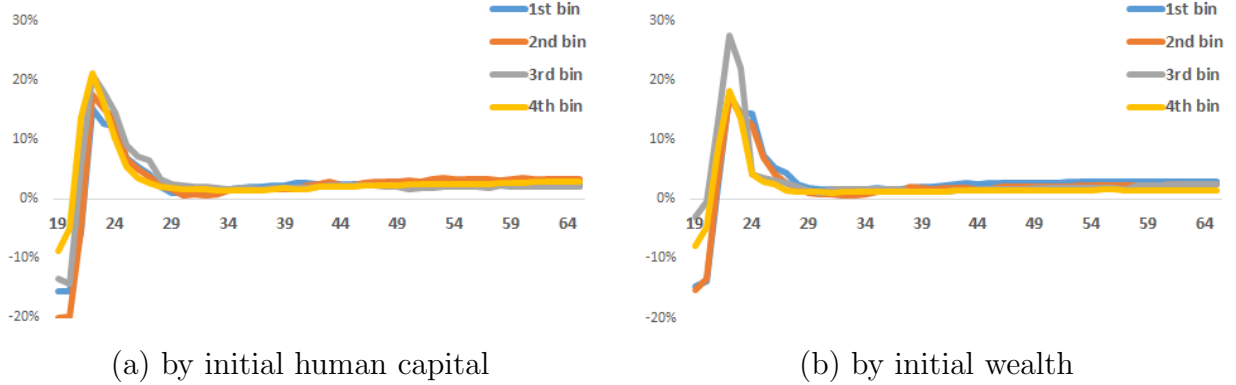 30%
20%
10%
0%
-10%
-20%
19 24 29 34 39 44 49 54 59 64
1st bin
2nd bin
3rd bin
4th bin
(a) by initial human capital
30%
20%
10%
0%
-10%
-20%
19 24 29 34 39 44 49 54 59 64
1st bin
2nd bin
3rd bin
4th bin
(b) by initial wealth